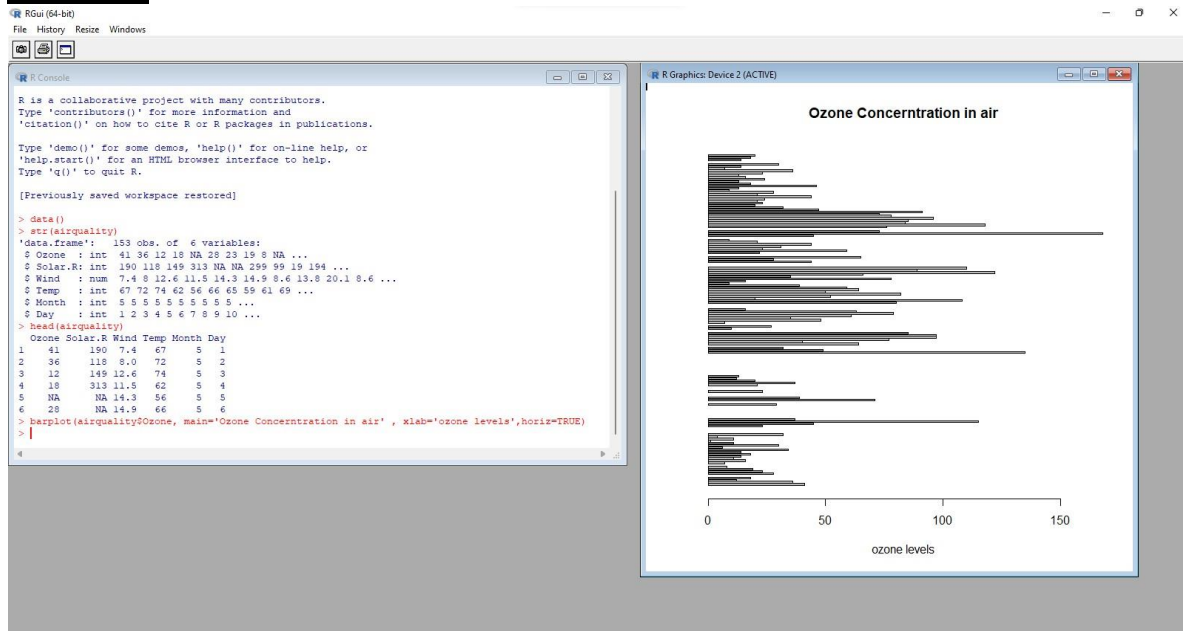 RGui (64-bit)
File History Resize Windows
R Console
R is a collaborative project with many contributors.
Type 'contributors()' for more information and
'citation()' on how to cite R or R packages in publications.
Type 'demo()' for some demos, 'help()' for on-line help, or
'help.start()' for an HTML browser interface to help.
Type 'q()' to quit R.
[Previously saved workspace restored]
> data()
> str(airquality)
'data.frame':   153 obs. of  6 variables:
 $ Ozone  : int  41 36 12 18 NA 28 23 19 8 NA ...
 $ Solar.R: int  190 118 149 313 NA NA 299 99 19 194 ...
 $ Wind   : num  7.4 8 12.6 11.5 14.3 14.9 8.6 13.8 20.1 8.6 ...
 $ Temp   : int  67 72 74 62 56 66 65 59 61 69 ...
 $ Month  : int  5 5 5 5 5 5 5 5 5 5 ...
 $ Day    : int  1 2 3 4 5 6 7 8 9 10 ...
> head(airquality)
  Ozone Solar.R Wind Temp Month Day
1    41     190  7.4   67     5   1
2    36     118  8.0   72     5   2
3    12     149 12.6   74     5   3
4    18     313 11.5   62     5   4
5    NA      NA 14.3   56     5   5
6    28      NA 14.9   66     5   6
> barplot(airquality$Ozone, main='Ozone Concerntration in air' , xlab='ozone levels',horiz=TRUE)
>
R Graphics: Device 2 (ACTIVE)
Ozone Concerntration in air
0 50 100 150
ozone levels